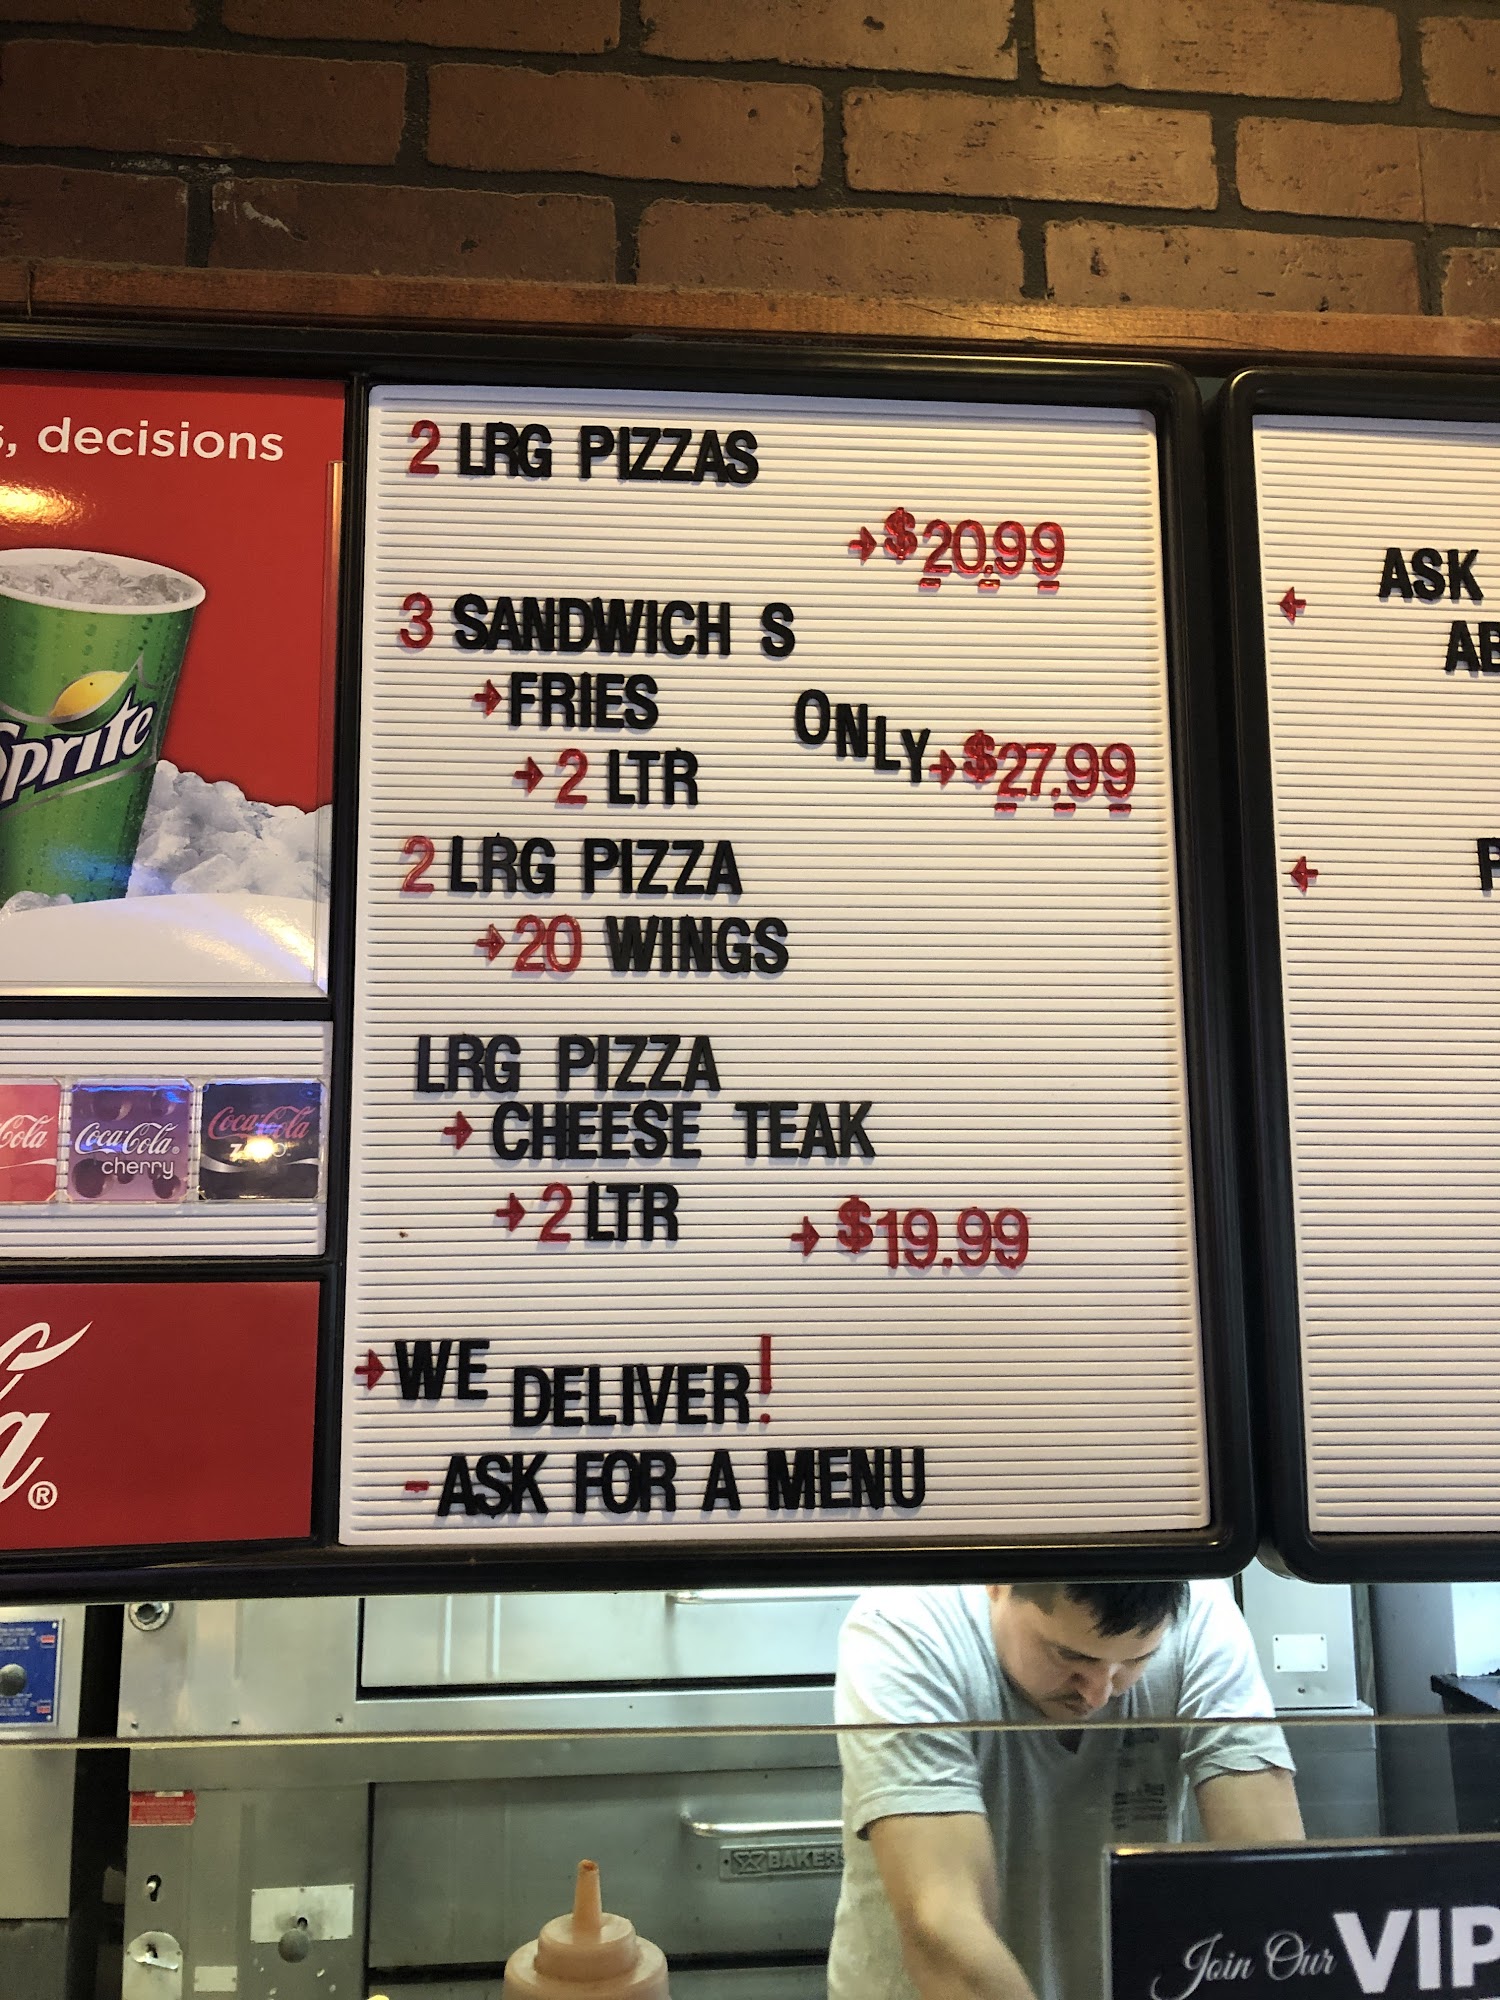 s, decisions
Sprite
Coca-Cola cherry
Coca-Cola
®
2 LRG PIZZAS
→$20.99
3 SANDWICH S
→FRIES
ONLY→$27.99
→2 LTR
2 LRG PIZZA
→20 WINGS
LRG PIZZA
→ CHEESE TEAK
→2 LTR → $19.99
→WE DELIVER!
-ASK FOR A MENU
← ASK
←
BAKERS
Join Our VIP